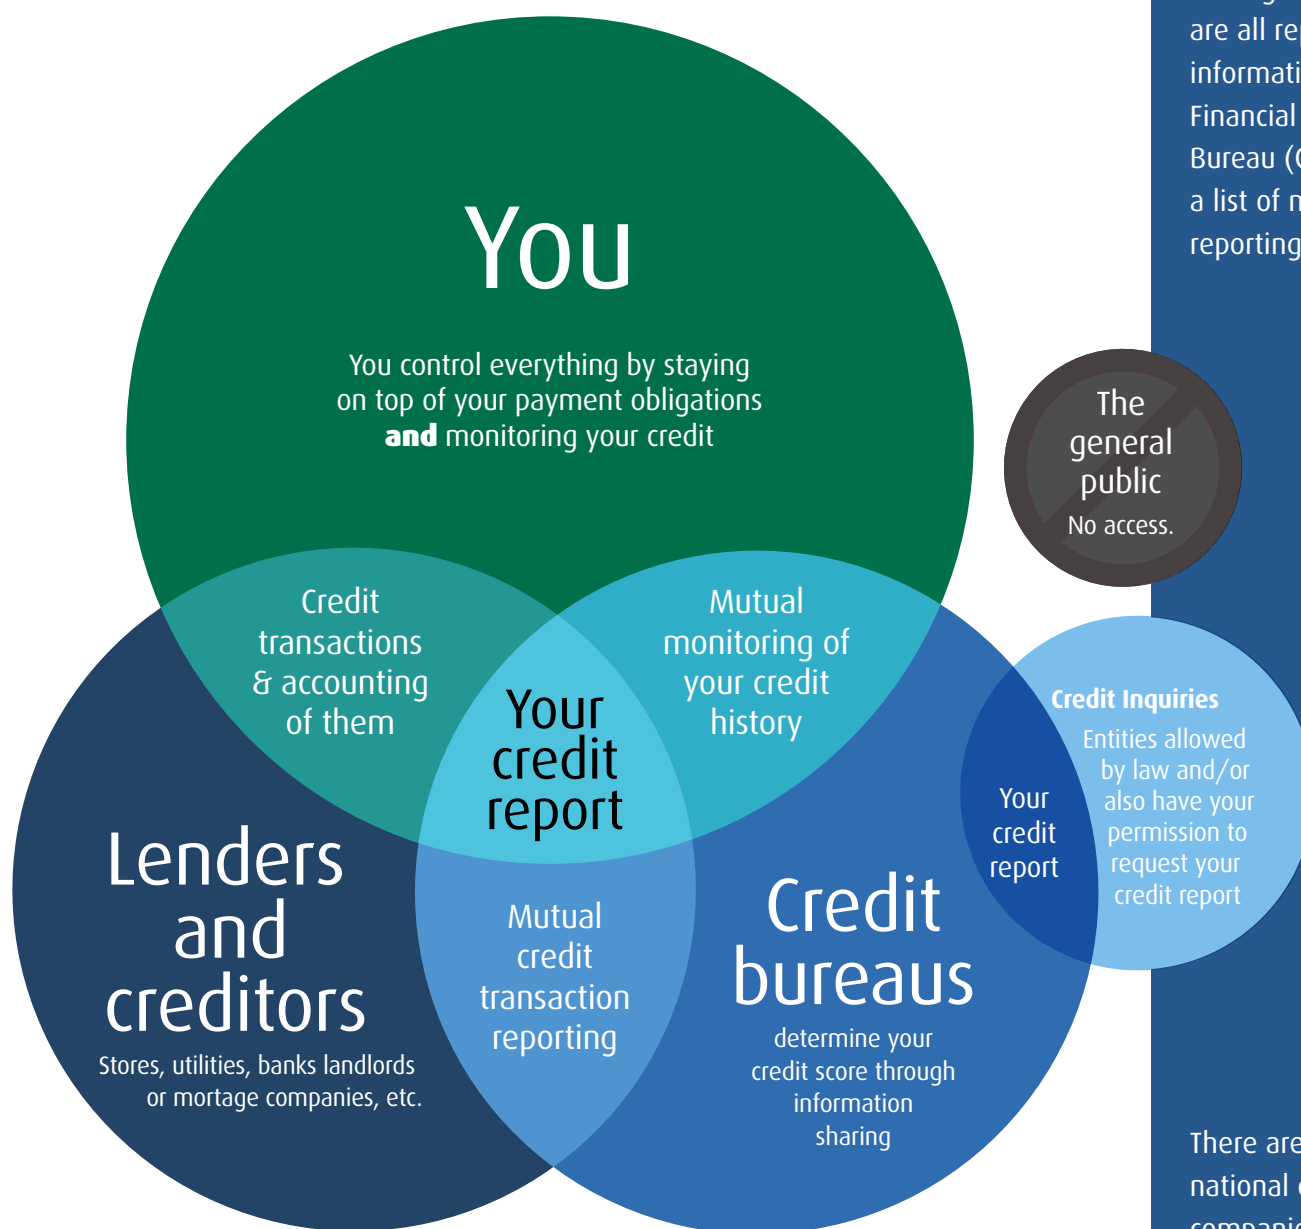 You
You control everything by staying
on top of your payment obligations
and monitoring your credit
Credit
transactions
& accounting
of them
Mutual
monitoring of
your credit
history
Your
credit
report
Lenders
and
creditors
Stores, utilities, banks landlords
or mortage companies, etc.
Mutual
credit
transaction
reporting
Credit
bureaus
determine your
credit score through
information
sharing
Your
credit
report
Credit Inquiries
Entities allowed
by law and/or
also have your
permission to
request your
credit report
The
general
public
No access.
are all
Financial
Bureau
a list of
reporting
There are
national